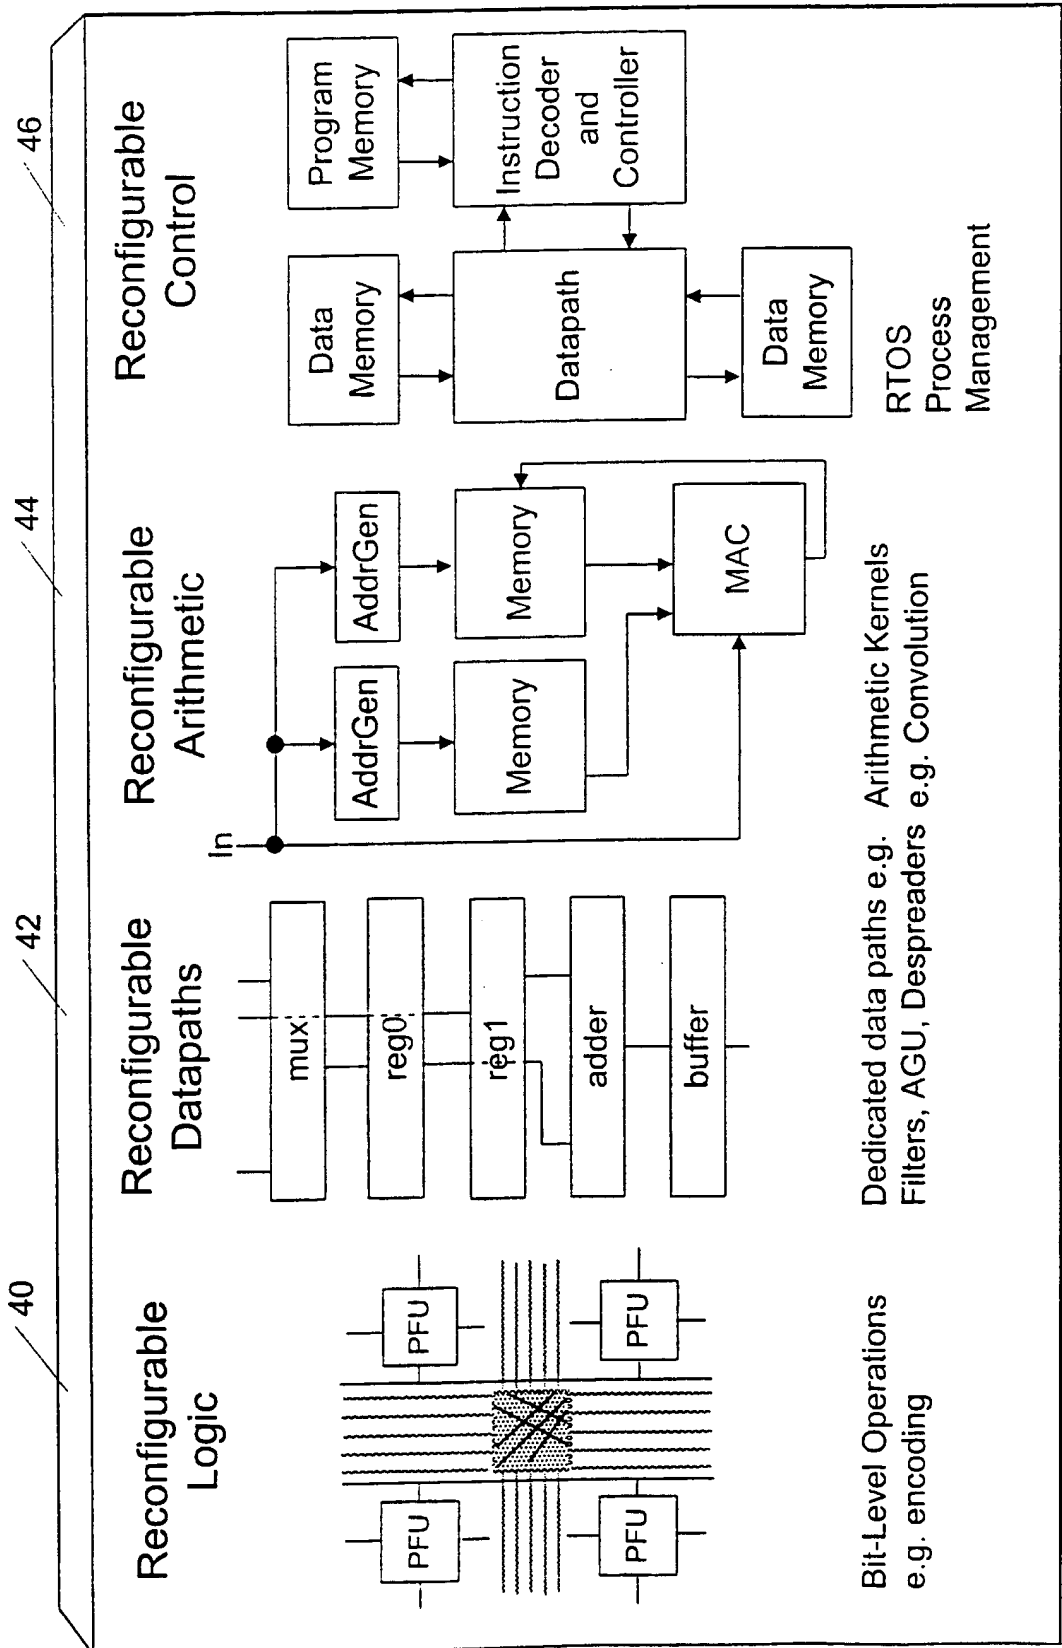 40
42
44
46
Reconfigurable
Logic
PFU
PFU
PFU
PFU
Bit-Level Operations
e.g. encoding
Reconfigurable
Datapaths
mux
reg0
reg1
adder
buffer
Dedicated data paths e.g.
Filters, AGU, Despreaders
Reconfigurable
Arithmetic
In
AddrGen
AddrGen
Memory
Memory
MAC
Arithmetic Kernels
e.g. Convolution
Reconfigurable
Control
Data
Memory
Program
Memory
Datapath
Instruction
Decoder
and
Controller
Data
Memory
RTOS
Process
Management